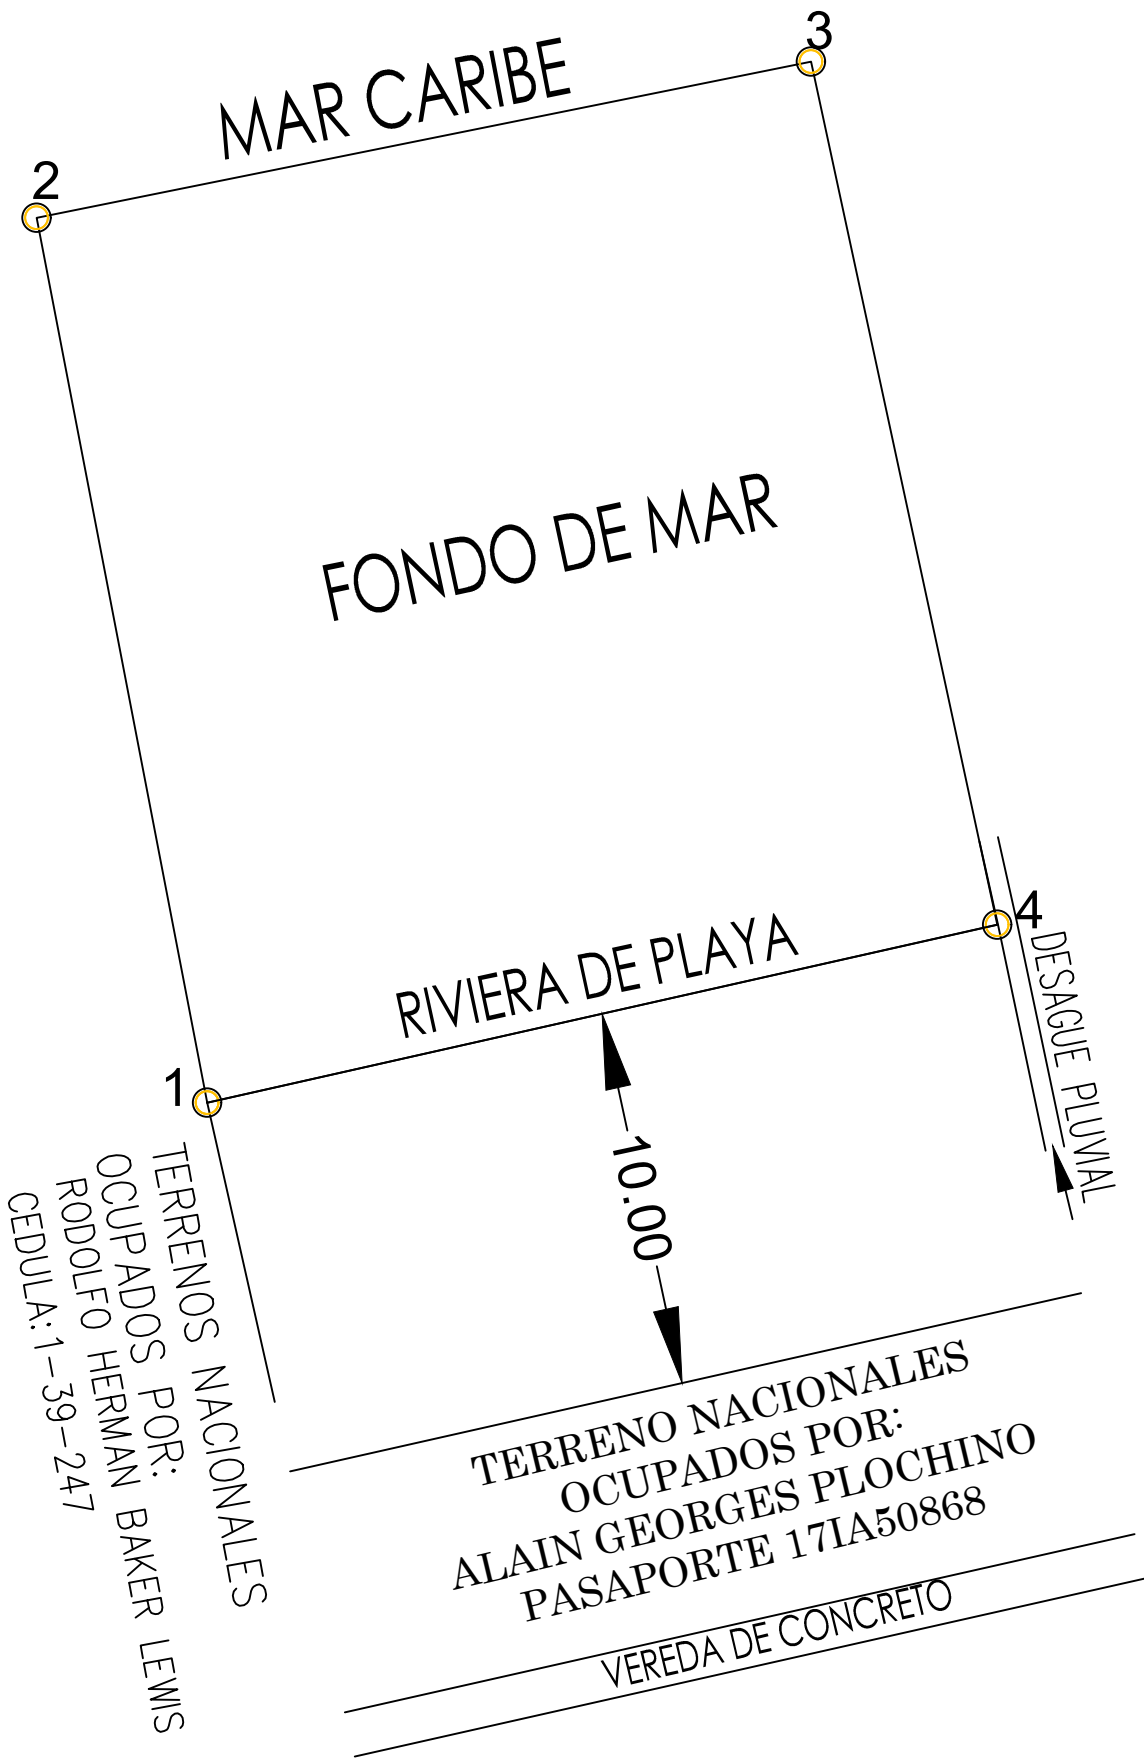 3
MAR CARIBE
2
FONDO DE MAR
4
RIVIERA DE PLAYA
DESAGUE PLUVIAL
1
10.00
TERRENOS NACIONALES
OCUPADOS POR:
RODOLFO HERMAN BAKER LEWIS
CEDULA: 1-39-247
TERRENO NACIONALES
OCUPADOS POR:
ALAIN GEORGES PLOCHINO
PASAPORTE 17IA50868
VEREDA DE CONCRETO